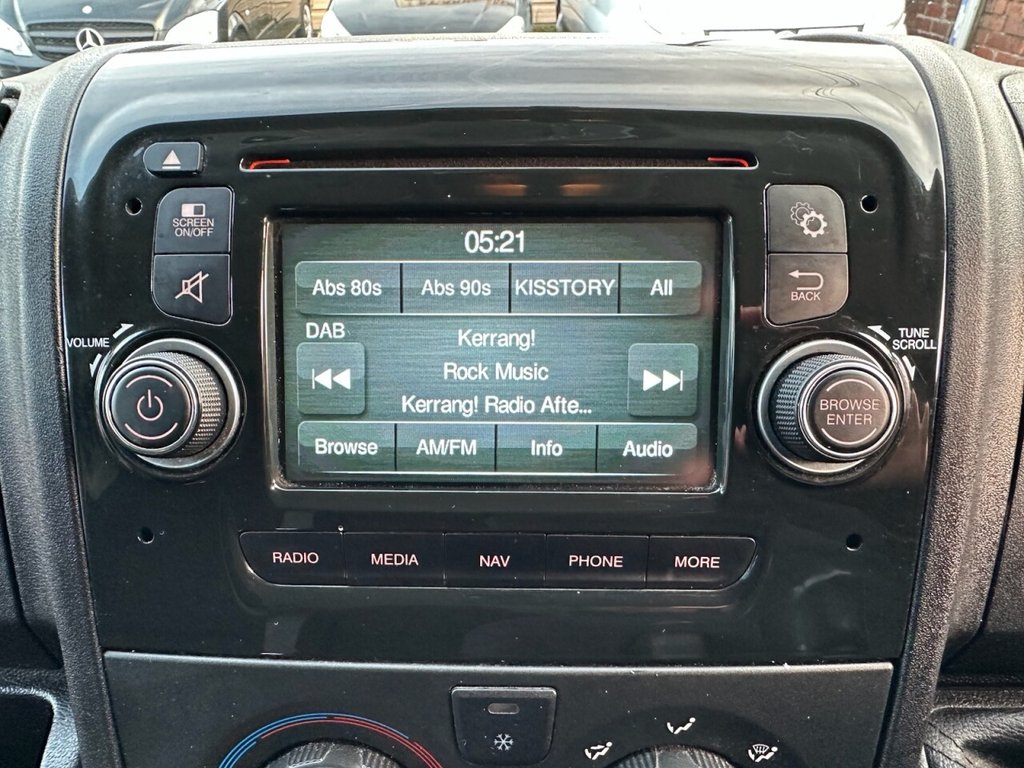 SCREEN
ON/OFF
05:21
Abs 80s
Abs 90s
KISSTORY
All
BACK
VOLUME
DAB
Kerrang!
Rock Music
Kerrang! Radio Afte...
TUNE
SCROLL
BROWSE
ENTER
Browse
AM/FM
Info
Audio
RADIO
MEDIA
NAV
PHONE
MORE